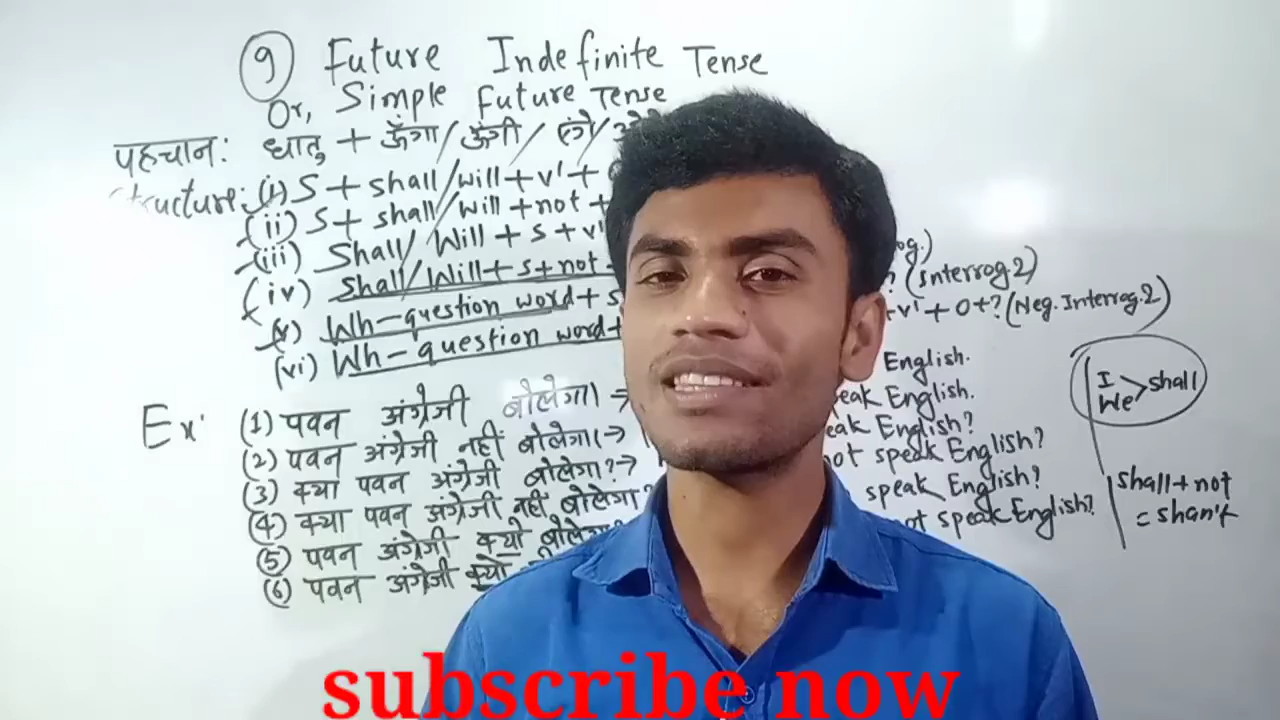 9 Future Indefinite Tense
Or, Simple Future Tense
पहचान: धातु + ऊँगा/ऊँगी/
Structure: (i) S + shall/will + v' +
(ii) S + shall/will + not +
(iii) Shall/Will + s + v'
(iv) Shall/Will + s + not
(v) Wh-question word + s ? (Interrog.2)
(vi) Wh-question word + +v' + O+? (Neg. Interrog.2)
Ex' (1) पवन अंग्रेजी बोलेगा। → English.
(2) पवन अंग्रेजी नहीं बोलेगा। → speak English.
(3) क्या पवन अंग्रेजी बोलेगा? → speak English?
(4) क्या पवन अंग्रेजी नहीं बोलेगा? not speak English?
(5) पवन अंग्रेजी क्यों speak English?
(6) पवन अंग्रेजी क्यों not speak English?
I
We > shall
shall + not
= shan't
subscribe now